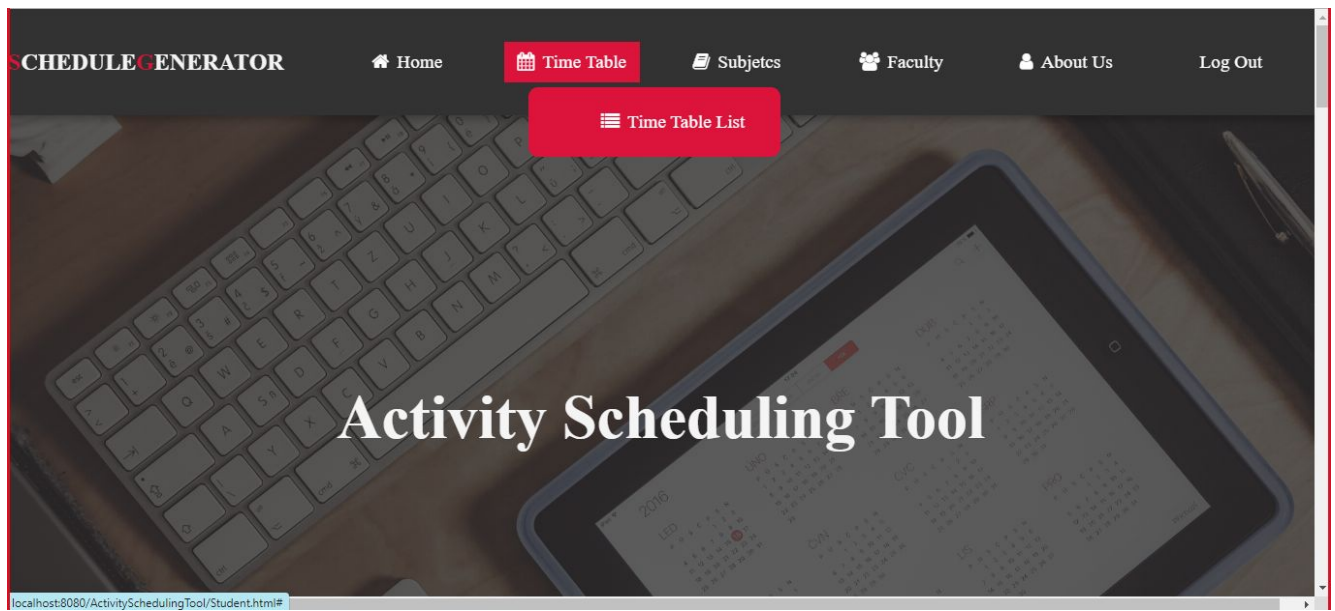 SCHEDULEGENERATOR Home Time Table Subjetcs Faculty About Us Log Out
Time Table List
Activity Scheduling Tool
2016
localhost:8080/ActivitySchedulingTool/Student.html#